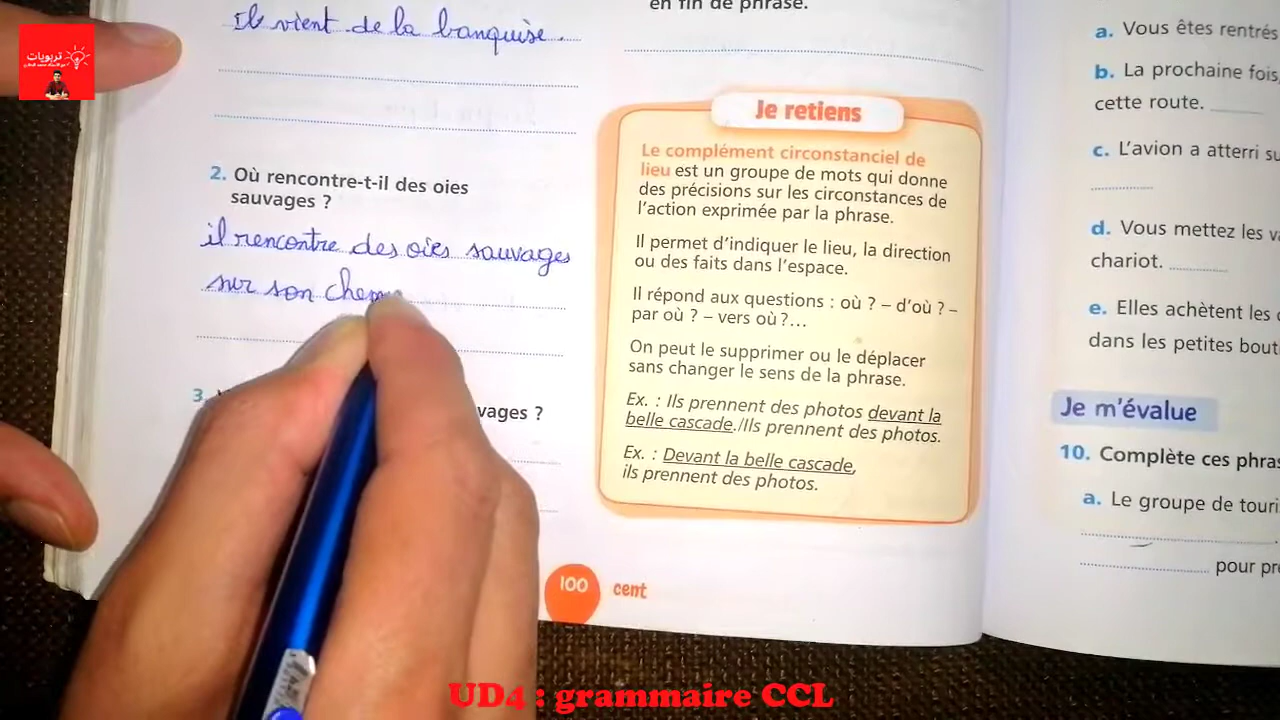 تربويات
en fin de phrase.
Il vient de la banquise.
2. Où rencontre-t-il des oies
sauvages ?
il rencontre des oies sauvages
sur son chem
3.
vages ?
Je retiens
Le complément circonstanciel de
lieu est un groupe de mots qui donne
des précisions sur les circonstances de
l'action exprimée par la phrase.
Il permet d'indiquer le lieu, la direction
ou des faits dans l'espace.
Il répond aux questions : où ? – d'où ? –
par où ? – vers où ?...
On peut le supprimer ou le déplacer
sans changer le sens de la phrase.
Ex. : Ils prennent des photos devant la
belle cascade./Ils prennent des photos.
Ex. : Devant la belle cascade,
ils prennent des photos.
100 cent
a. Vous êtes rentrés
b. La prochaine fois,
cette route.
c. L'avion a atterri su
d. Vous mettez les va
chariot.
e. Elles achètent les
dans les petites bout
Je m'évalue
10. Complète ces phras
a. Le groupe de touri
pour pre
UD4 : grammaire CCL